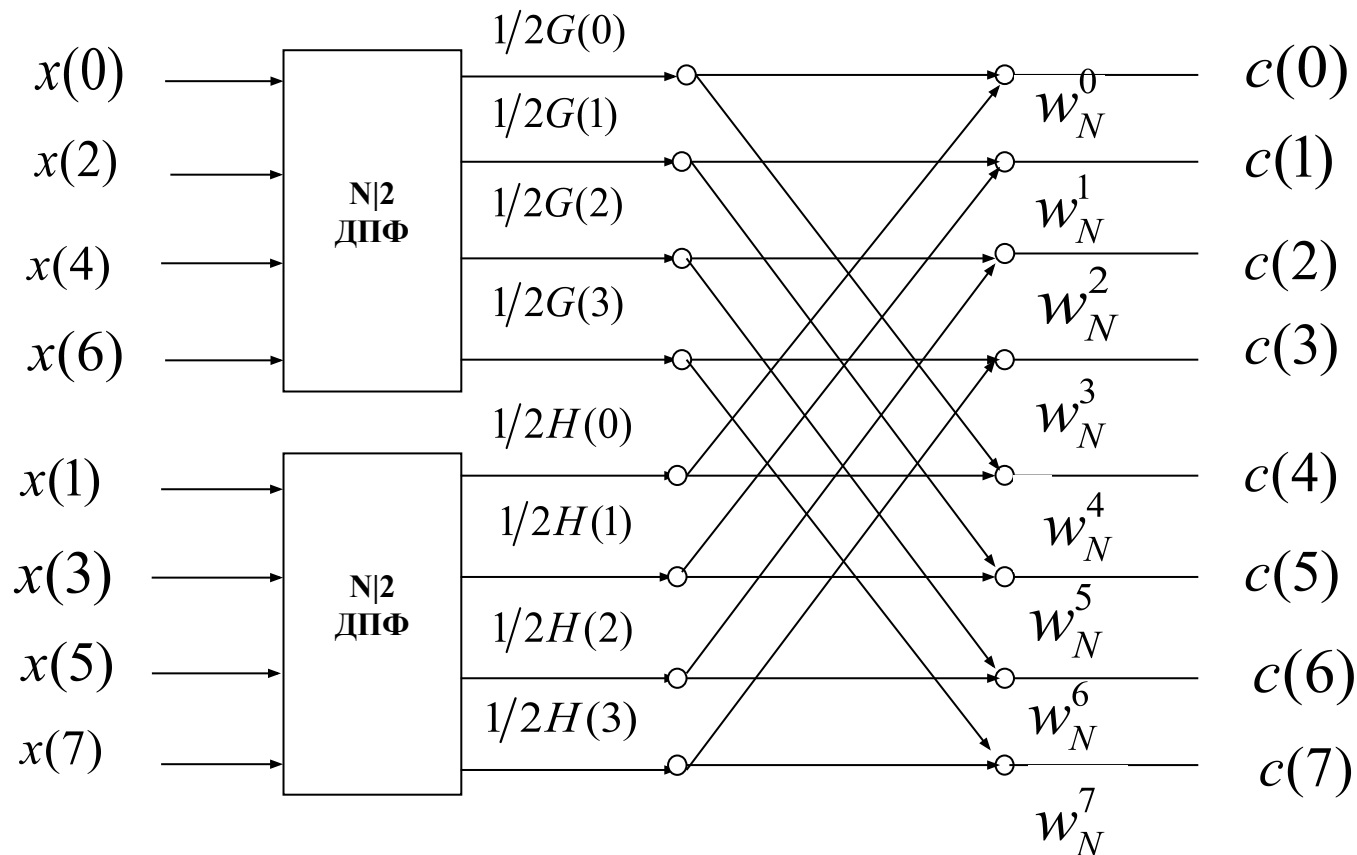 x(0)
x(2)
x(4)
x(6)
x(1)
x(3)
x(5)
x(7)
N|2
ДПФ
N|2
ДПФ
1/2G(0)
1/2G(1)
1/2G(2)
1/2G(3)
1/2H(0)
1/2H(1)
1/2H(2)
1/2H(3)
w_N^0
w_N^1
w_N^2
w_N^3
w_N^4
w_N^5
w_N^6
w_N^7
c(0)
c(1)
c(2)
c(3)
c(4)
c(5)
c(6)
c(7)